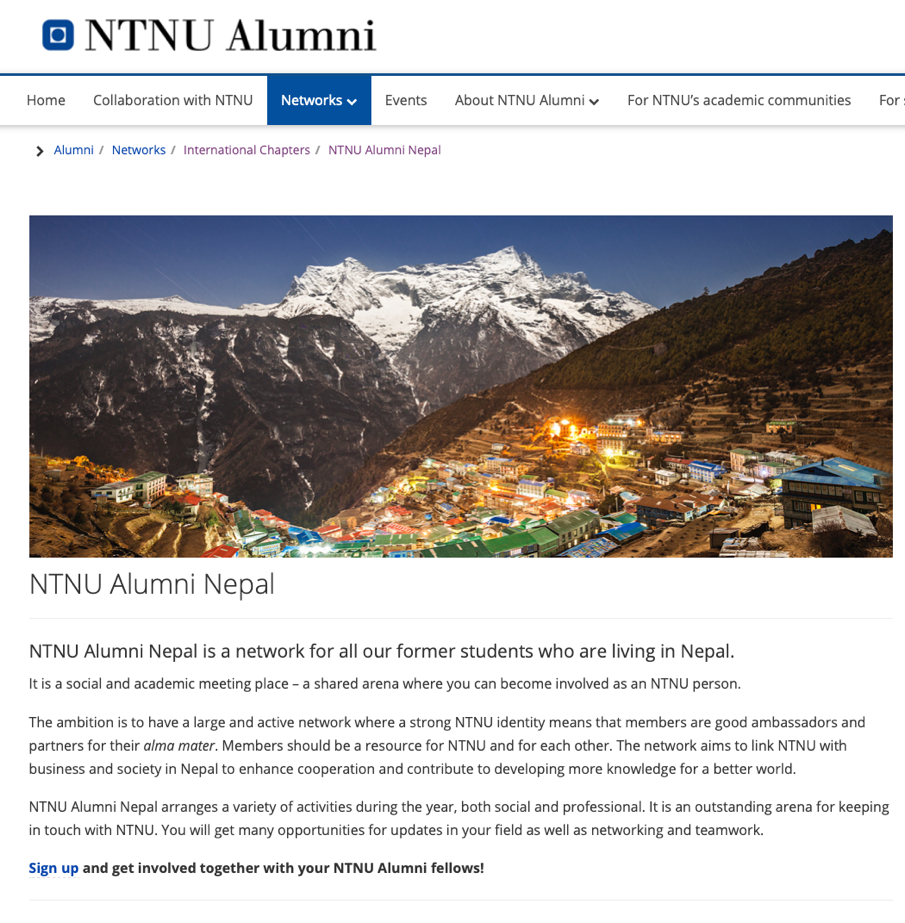 NTNU Alumni
Home Collaboration with NTNU Networks Events About NTNU Alumni For NTNU’s academic communities For
Alumni / Networks / International Chapters / NTNU Alumni Nepal
NTNU Alumni Nepal
NTNU Alumni Nepal is a network for all our former students who are living in Nepal.
It is a social and academic meeting place – a shared arena where you can become involved as an NTNU person.
The ambition is to have a large and active network where a strong NTNU identity means that members are good ambassadors and
partners for their alma mater. Members should be a resource for NTNU and for each other. The network aims to link NTNU with
business and society in Nepal to enhance cooperation and contribute to developing more knowledge for a better world.
NTNU Alumni Nepal arranges a variety of activities during the year, both social and professional. It is an outstanding arena for keeping
in touch with NTNU. You will get many opportunities for updates in your field as well as networking and teamwork.
Sign up and get involved together with your NTNU Alumni fellows!